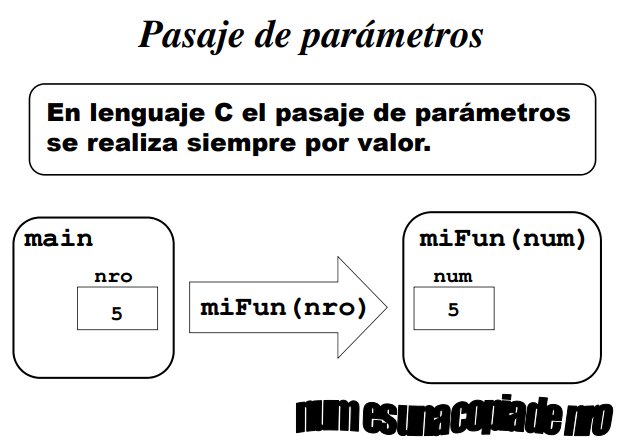 Pasaje de parámetros
En lenguaje C el pasaje de parámetros
se realiza siempre por valor.
main
nro
5
miFun(nro)
miFun(num)
num
5
num es una copia de nro